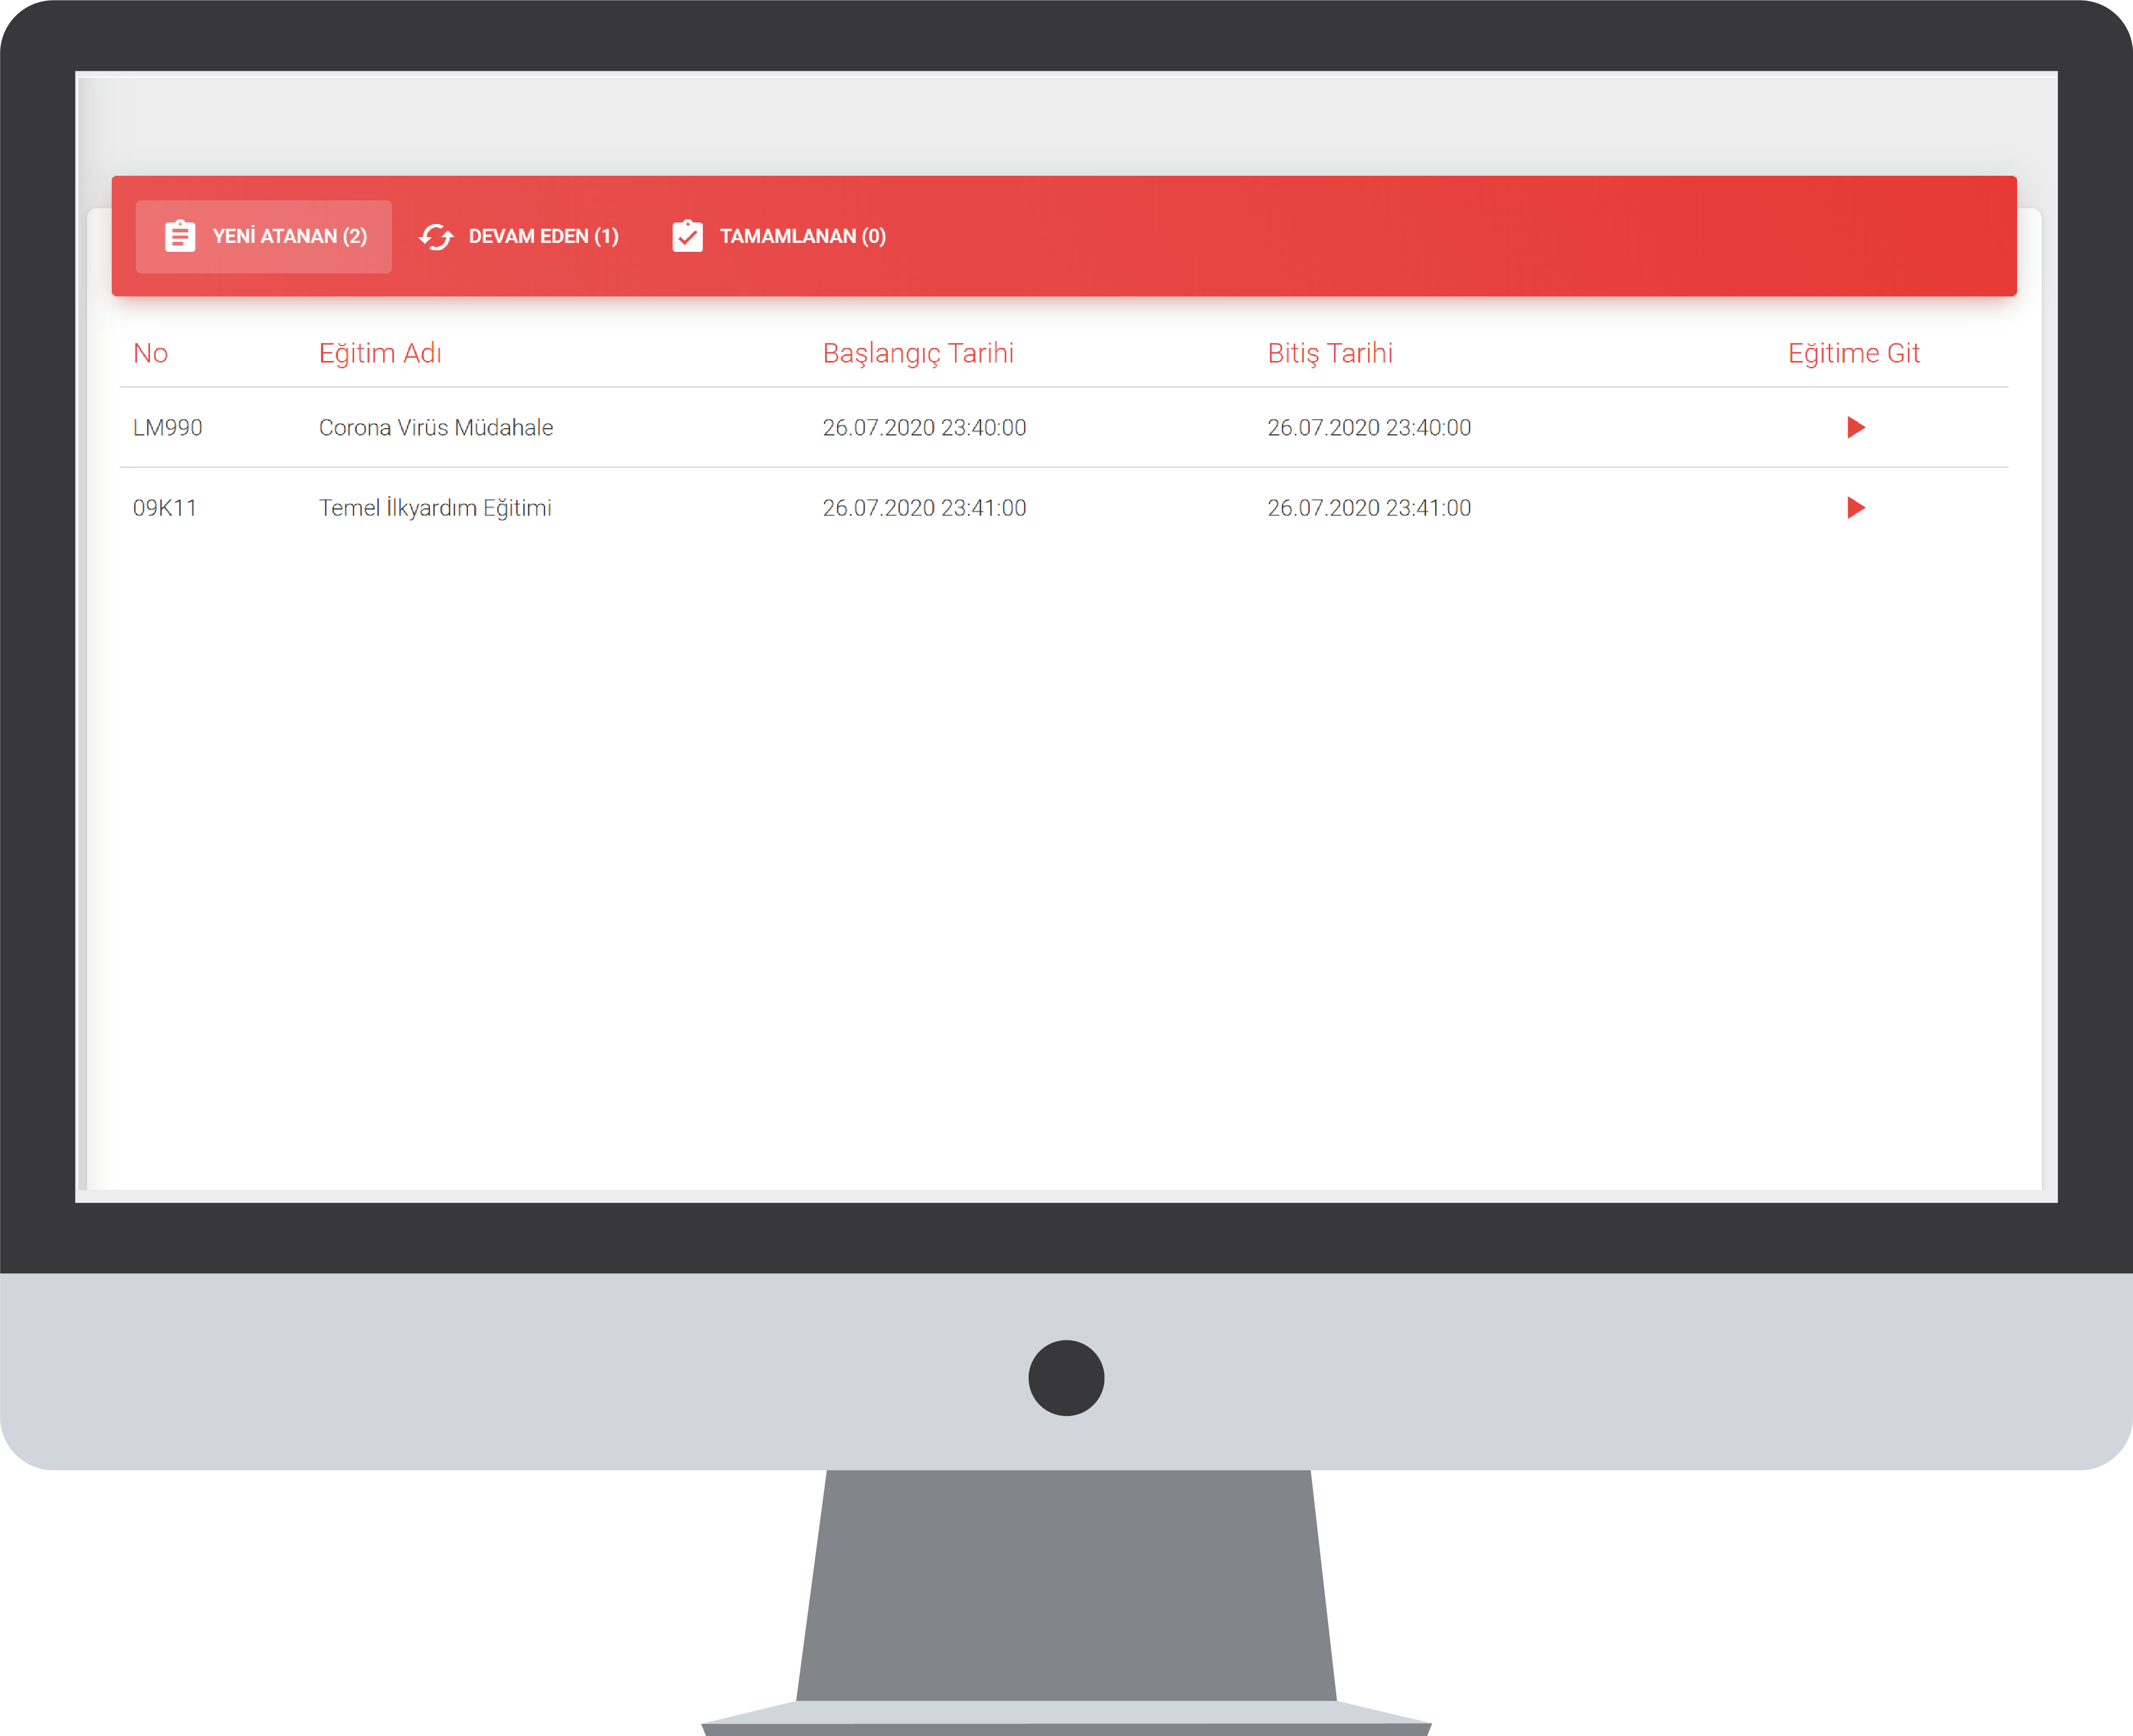 YENİ ATANAN (2) DEVAM EDEN (1) TAMAMLANAN (0)
No Eğitim Adı Başlangıç Tarihi Bitiş Tarihi Eğitime Git
LM990 Corona Virüs Müdahale 26.07.2020 23:40:00 26.07.2020 23:40:00
09K11 Temel İlkyardım Eğitimi 26.07.2020 23:41:00 26.07.2020 23:41:00